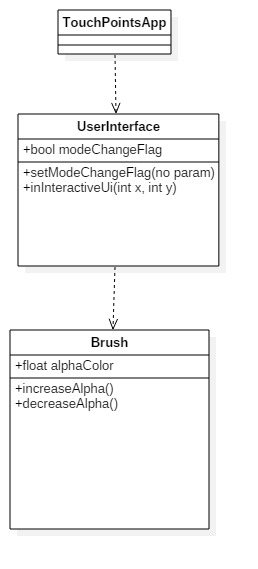 TouchPointsApp
UserInterface
+bool modeChangeFlag
+setModeChangeFlag(no param)
+inInteractiveUi(int x, int y)
Brush
+float alphaColor
+increaseAlpha()
+decreaseAlpha()